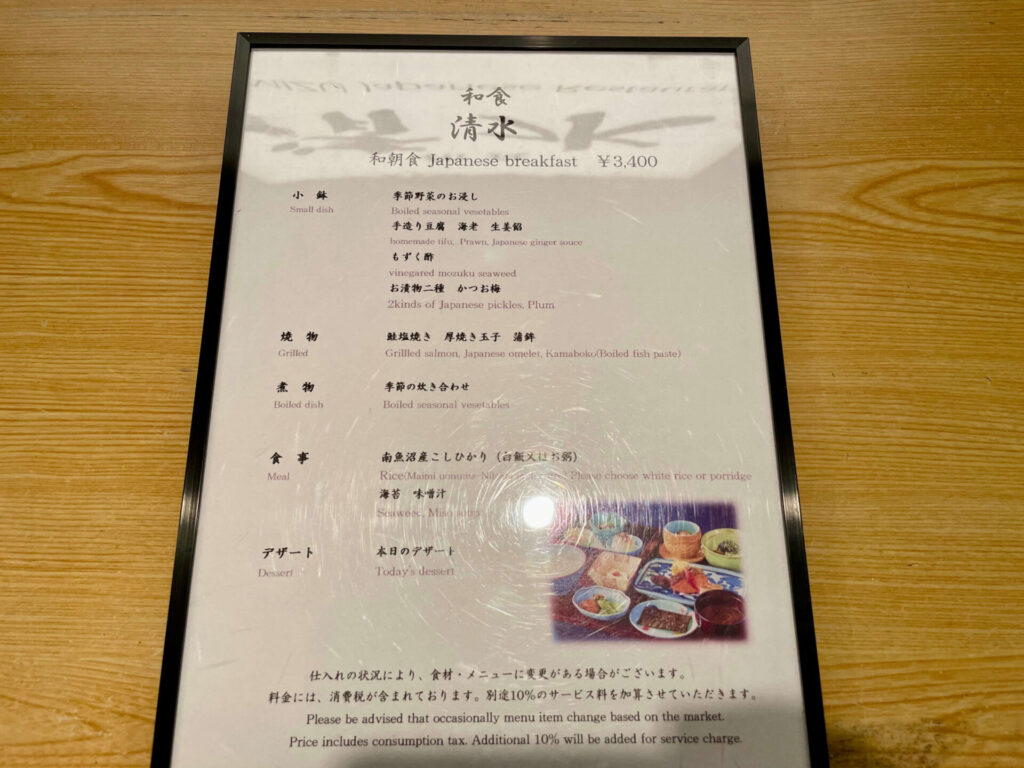 和食
清水
和朝食 Japanese breakfast ¥3,400
小鉢 季節野菜のお浸し
Small dish Boiled seasonal vesetables
手造り豆腐 海老 生姜餡
homemade tifu, Prawn, Japanese ginger souce
もずく酢
vinegared mozuku seaweed
お漬物二種 かつお梅
2kinds of Japanese pickles, Plum
焼物 鮭塩焼き 厚焼き玉子 蒲鉾
Grilled Grillled salmon, Japanese omelet, Kamaboko(Boiled fish paste)
煮物 季節の炊き合わせ
Boiled dish Boiled seasonal vesetables
食事 南魚沼産こしひかり (白飯又はお粥)
Meal Rice Please choose white rice or porridge
海苔 味噌汁
Seaweed, Miso soup
デザート 本日のデザート
Dessert Today's dessert
仕入れの状況により、食材・メニューに変更がある場合がございます。
料金には、消費税が含まれております。別途10%のサービス料を加算させていただきます。
Please be advised that occasionally menu item change based on the market.
Price includes consumption tax. Additional 10% will be added for service charge.